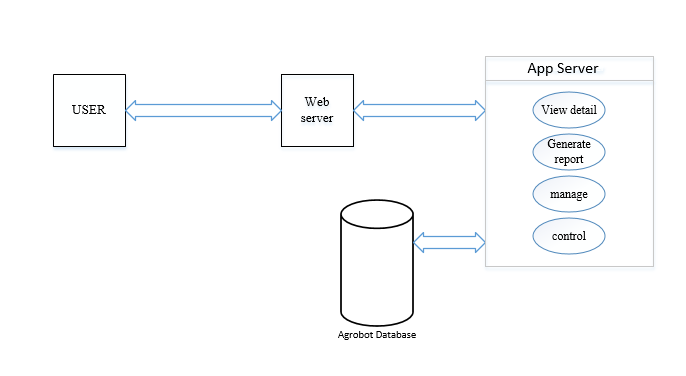 App Server
USER
Web
server
View detail
Generate
report
manage
control
Agrobot Database